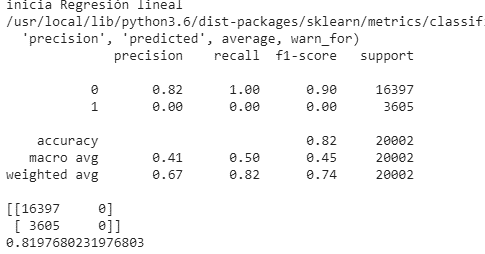 inicia Regresión lineal
/usr/local/lib/python3.6/dist-packages/sklearn/metrics/classif
'precision', 'predicted', average, warn_for)
precision recall f1-score support
0 0.82 1.00 0.90 16397
1 0.00 0.00 0.00 3605
accuracy 0.82 20002
macro avg 0.41 0.50 0.45 20002
weighted avg 0.67 0.82 0.74 20002
[[16397 0]
[ 3605 0]]
0.8197680231976803